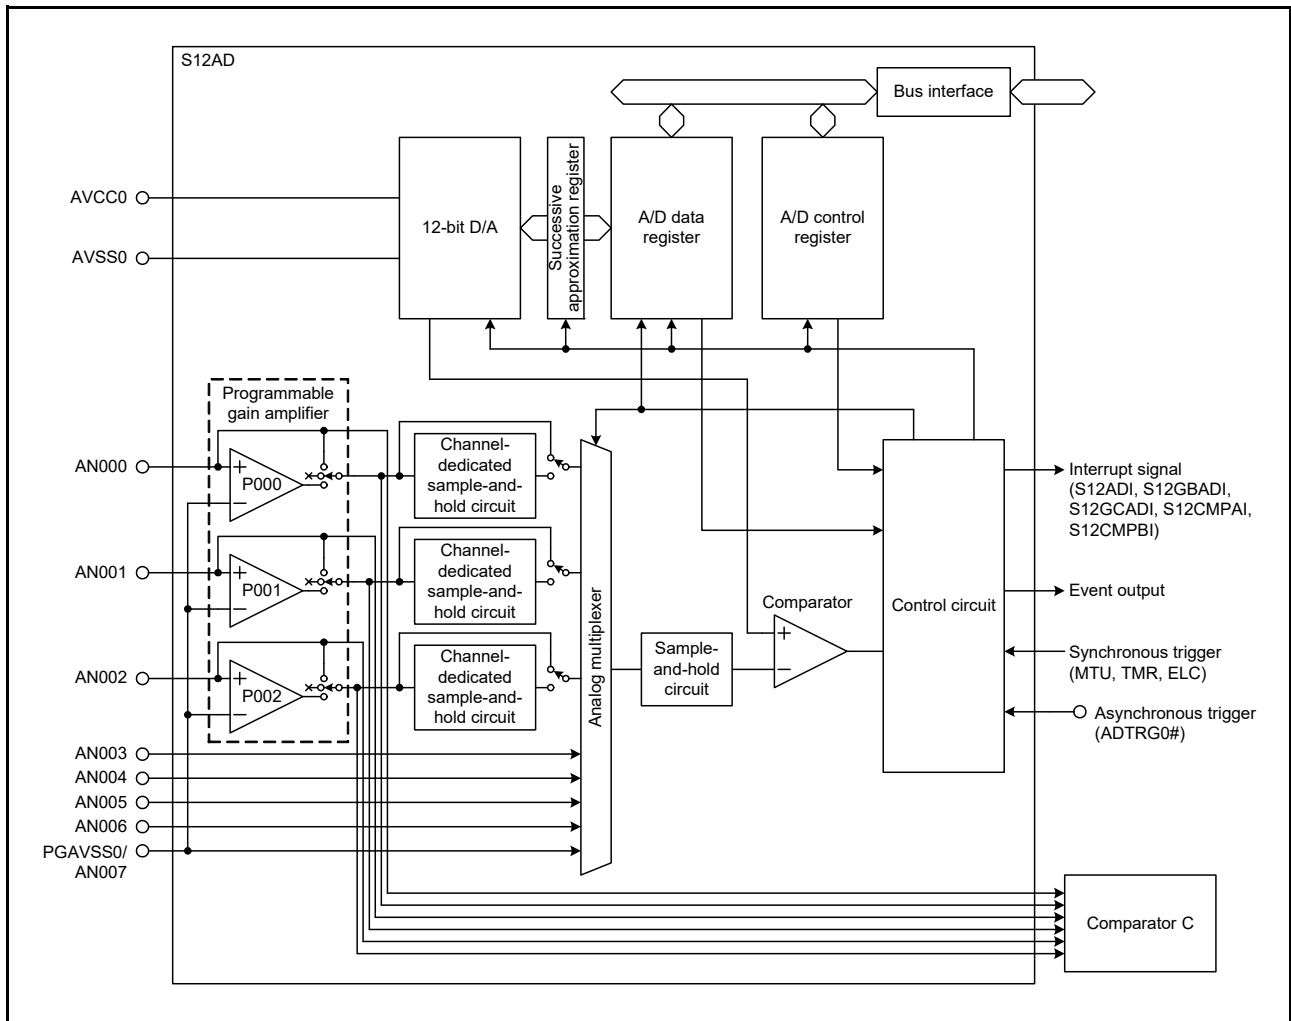 S12AD
Bus interface
AVCC0
AVSS0
12-bit D/A
Successive
approximation register
A/D data
register
A/D control
register
Programmable
gain amplifier
AN000
+
P000
−
Channel-
dedicated
sample-and-
hold circuit
AN001
+
P001
−
Channel-
dedicated
sample-and-
hold circuit
AN002
+
P002
−
Channel-
dedicated
sample-and-
hold circuit
AN003
AN004
AN005
AN006
PGAVSS0/
AN007
Analog multiplexer
Sample-
and-hold
circuit
Comparator
+
−
Control circuit
Interrupt signal
(S12ADI, S12GBADI,
S12GCADI, S12CMPAI,
S12CMPBI)
Event output
Synchronous trigger
(MTU, TMR, ELC)
Asynchronous trigger
(ADTRG0#)
Comparator C